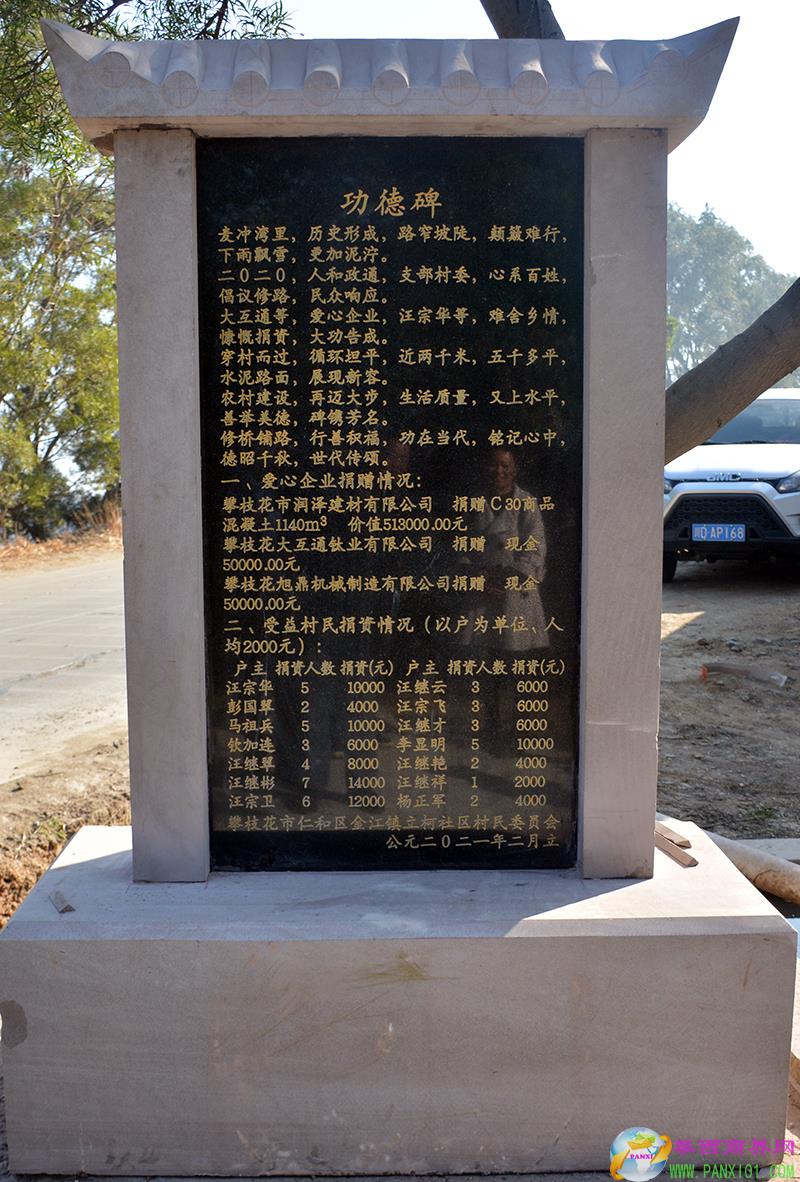 功德碑
麦冲湾里，历史形成，路窄坡陡，颠簸难行，
下雨飘雪，更加泥泞。
二0二0，人和政通，支部村委，心系百姓，
倡议修路，民众响应。
大互通等，爱心企业，汪宗华等，难舍乡情，
慷慨捐资，大功告成。
穿村而过，循环坦平，近两千米，五千多平，
水泥路面，展现新容。
农村建设，再迈大步，生活质量，又上水平，
善举美德，碑镌芳名。
修桥铺路，行善积福，功在当代，铭记心中，
德昭千秋，世代传颂。
一、爱心企业捐赠情况：
攀枝花市润泽建材有限公司 捐赠C30商品
混凝土1140m³ 价值513000.00元
攀枝花大互通钛业有限公司 捐赠 现金
50000.00元
攀枝花旭鼎机械制造有限公司捐赠 现金
50000.00元
二、受益村民捐资情况（以户为单位、人
均2000元）：
户主 捐资人数 捐资(元) 户主 捐资人数 捐资(元)
汪宗华 5 10000 汪继云 3 6000
彭国翠 2 4000 汪宗飞 3 6000
马祖兵 5 10000 汪继才 3 6000
钦加连 3 6000 李显明 5 10000
汪继翠 4 8000 汪继艳 2 4000
汪继彬 7 14000 汪继祥 1 2000
汪宗卫 6 12000 杨正军 2 4000
攀枝花市仁和区金江镇立柯社区村民委员会
公元二0二一年二月立
GMC
川D AP168
PANXI
WWW.PANXI01.COM